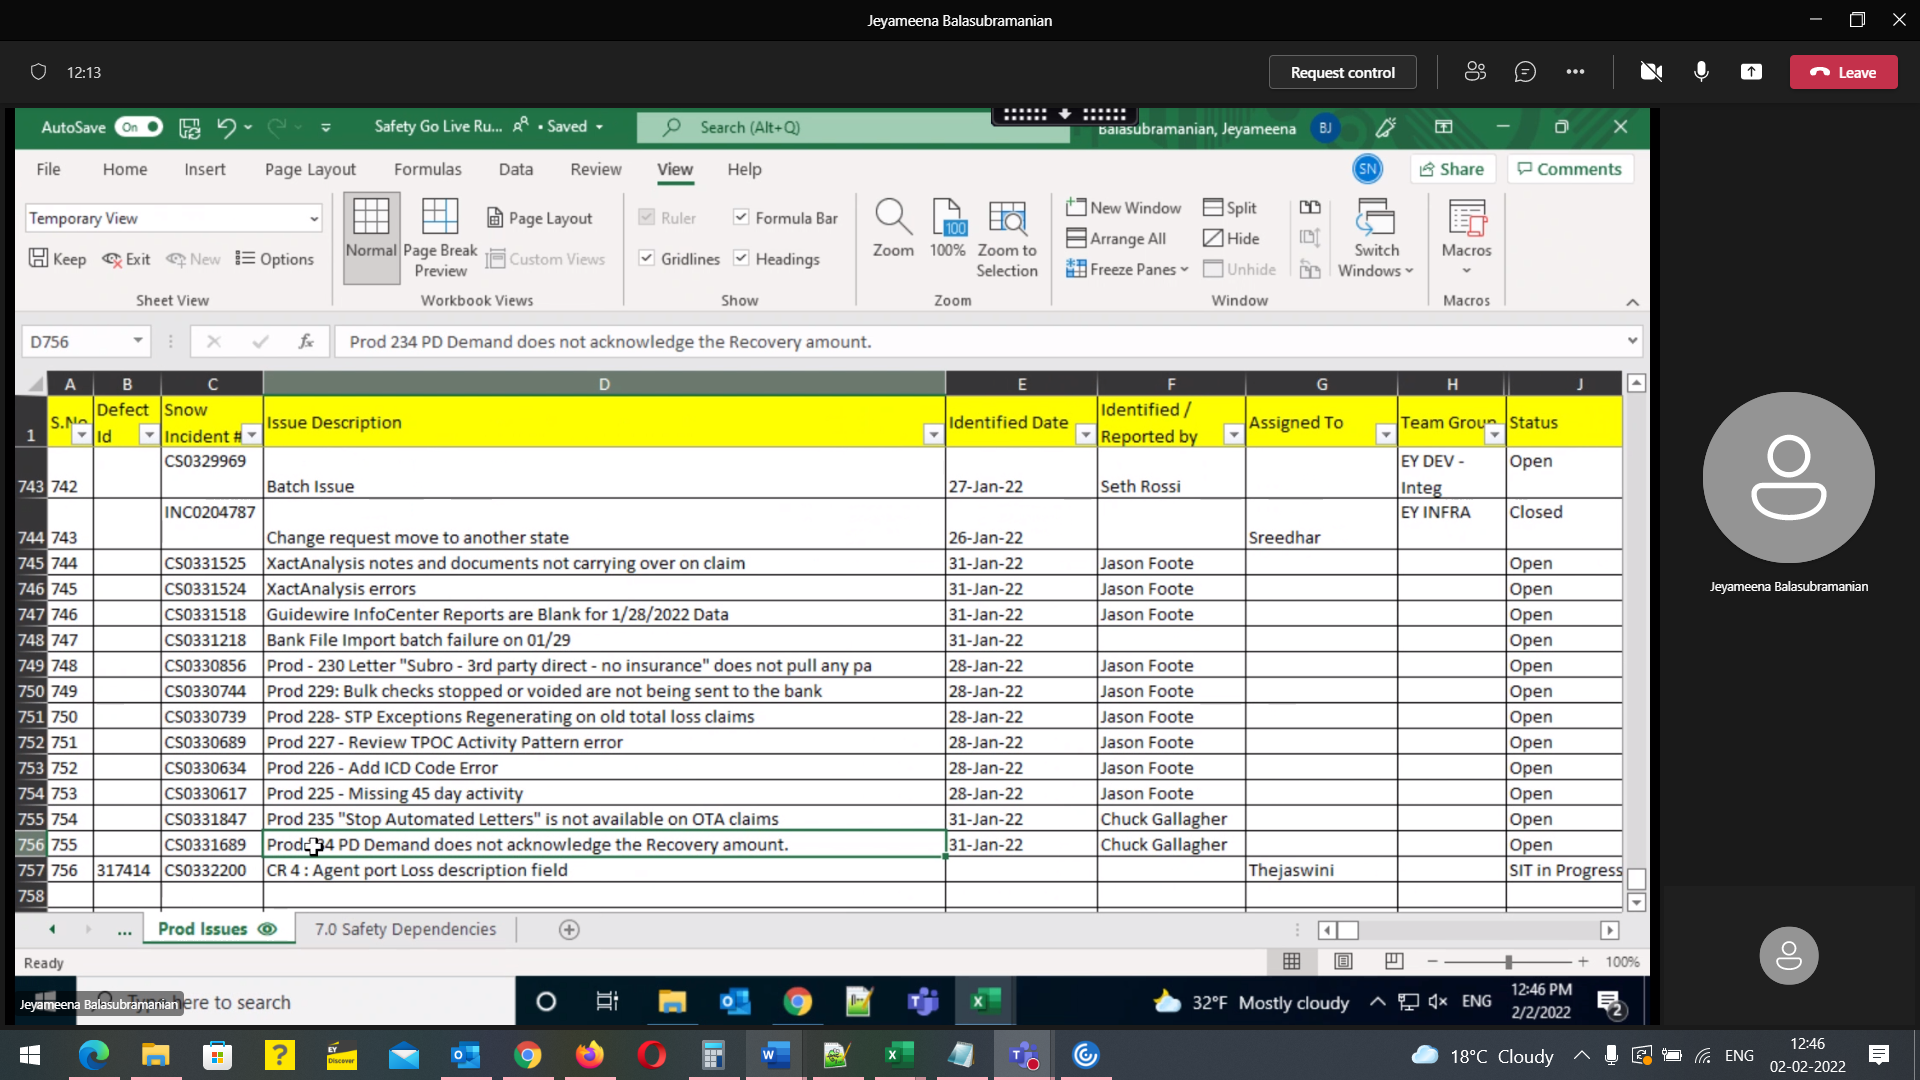 Jeyameena Balasubramanian
12:13
Request control
Leave
AutoSave On Safety Go Live Ru... • Saved Search (Alt+Q) Balasubramanian, Jeyameena BJ
File Home Insert Page Layout Formulas Data Review View Help SN Share Comments
Temporary View
Keep Exit New Options
Sheet View
Normal
Page Break Preview
Page Layout
Custom Views
Workbook Views
Ruler Formula Bar
Gridlines Headings
Show
Zoom
100
100%
Zoom to Selection
Zoom
New Window
Arrange All
Freeze Panes
Split
Hide
Unhide
Switch Windows
Window
Macros
Macros
D756 fx Prod 234 PD Demand does not acknowledge the Recovery amount.
A B C D E F G H J
1 S.No Defect Id Snow Incident # Issue Description Identified Date Identified / Reported by Assigned To Team Group Status
743 742 CS0329969 Batch Issue 27-Jan-22 Seth Rossi EY DEV - Integ Open
744 743 INC0204787 Change request move to another state 26-Jan-22 Sreedhar EY INFRA Closed
745 744 CS0331525 XactAnalysis notes and documents not carrying over on claim 31-Jan-22 Jason Foote Open
746 745 CS0331524 XactAnalysis errors 31-Jan-22 Jason Foote Open
747 746 CS0331518 Guidewire InfoCenter Reports are Blank for 1/28/2022 Data 31-Jan-22 Jason Foote Open
748 747 CS0331218 Bank File Import batch failure on 01/29 31-Jan-22 Open
749 748 CS0330856 Prod - 230 Letter "Subro - 3rd party direct - no insurance" does not pull any pa 28-Jan-22 Jason Foote Open
750 749 CS0330744 Prod 229: Bulk checks stopped or voided are not being sent to the bank 28-Jan-22 Jason Foote Open
751 750 CS0330739 Prod 228- STP Exceptions Regenerating on old total loss claims 28-Jan-22 Jason Foote Open
752 751 CS0330689 Prod 227 - Review TPOC Activity Pattern error 28-Jan-22 Jason Foote Open
753 752 CS0330634 Prod 226 - Add ICD Code Error 28-Jan-22 Jason Foote Open
754 753 CS0330617 Prod 225 - Missing 45 day activity 28-Jan-22 Jason Foote Open
755 754 CS0331847 Prod 235 "Stop Automated Letters" is not available on OTA claims 31-Jan-22 Chuck Gallagher Open
756 755 CS0331689 Prod 234 PD Demand does not acknowledge the Recovery amount. 31-Jan-22 Chuck Gallagher Open
757 756 317414 CS0332200 CR 4 : Agent port Loss description field Thejaswini SIT in Progress
758
... Prod Issues 7.0 Safety Dependencies
Ready 100%
Jeyameena Balasubramanian
Jeyameena Balasubramanian here to search
32°F Mostly cloudy ENG 12:46 PM
2/2/2022 2
EY Discover
18°C Cloudy ENG 12:46
02-02-2022